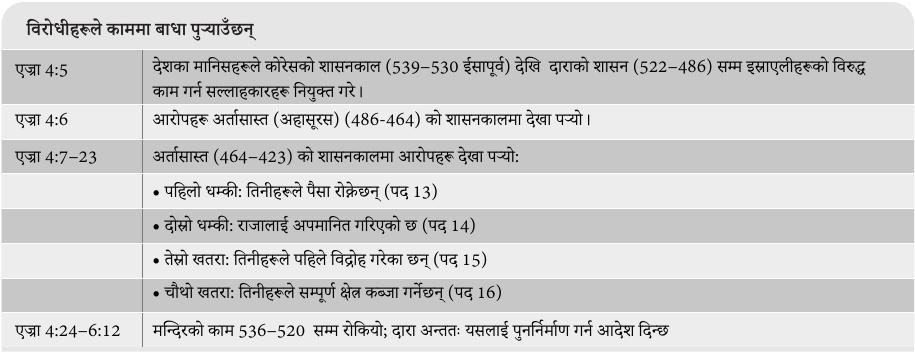 विरोधीहरूले काममा बाधा पुऱ्याउँछन्
एज्रा 4:5 देशका मानिसहरूले कोरेसको शासनकाल (539–530 ईसापूर्व) देखि दाराको शासन (522–486) सम्म इस्राएलीहरूको विरुद्ध
काम गर्न सल्लाहकारहरू नियुक्त गरे।
एज्रा 4:6 आरोपहरू अर्तासास्त (अहासूरस) (486-464) को शासनकालमा देखा पऱ्यो।
एज्रा 4:7–23 अर्तासास्त (464–423) को शासनकालमा आरोपहरू देखा पऱ्यो:
• पहिलो धम्की: तिनीहरूले पैसा रोक्नेछन् (पद 13)
• दोस्रो धम्की: राजालाई अपमानित गरिएको छ (पद 14)
• तेस्रो खतरा: तिनीहरूले पहिले विद्रोह गरेका छन् (पद 15)
• चौथो खतरा: तिनीहरूले सम्पूर्ण क्षेत्र कब्जा गर्नेछन् (पद 16)
एज्रा 4:24–6:12 मन्दिरको काम 536–520 सम्म रोकियो; दारा अन्ततः यसलाई पुनर्निर्माण गर्न आदेश दिन्छ